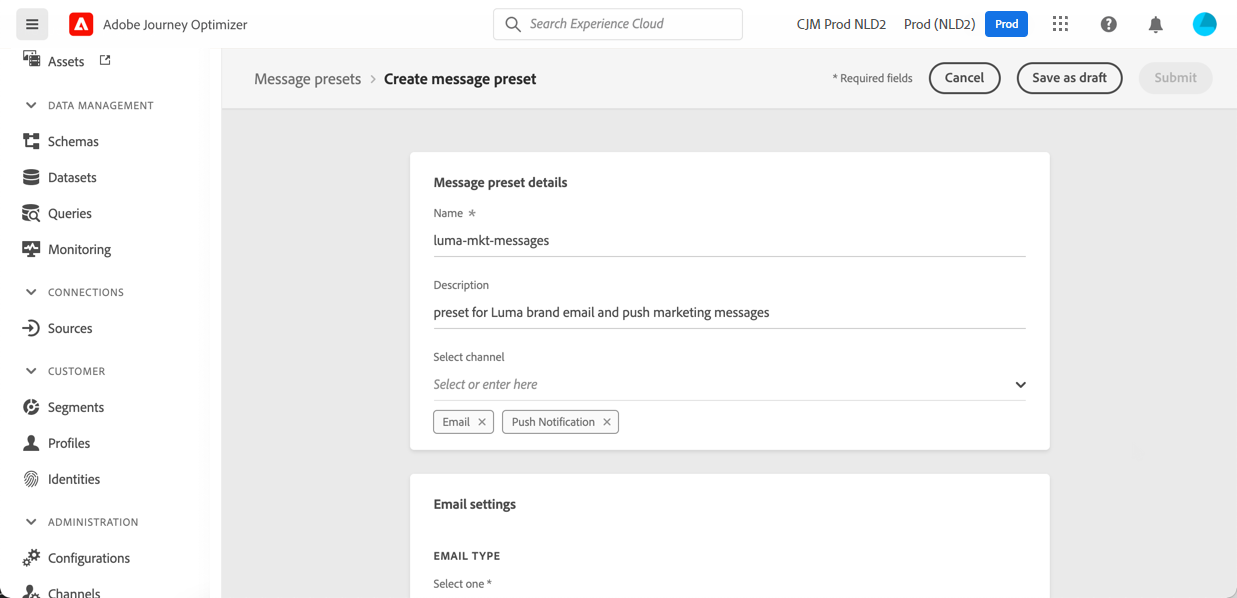 Adobe Journey Optimizer
Search Experience Cloud
CJM Prod NLD2
Prod (NLD2)
Prod
Assets
DATA MANAGEMENT
Schemas
Datasets
Queries
Monitoring
CONNECTIONS
Sources
CUSTOMER
Segments
Profiles
Identities
ADMINISTRATION
Configurations
Channels
Message presets > Create message preset
* Required fields
Cancel
Save as draft
Submit
Message preset details
Name *
luma-mkt-messages
Description
preset for Luma brand email and push marketing messages
Select channel
Select or enter here
Email ×
Push Notification ×
Email settings
EMAIL TYPE
Select one *